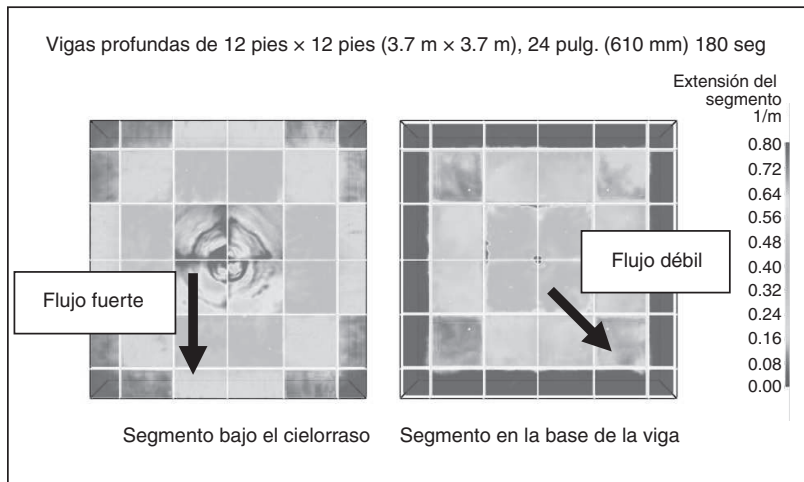 Vigas profundas de 12 pies × 12 pies (3.7 m × 3.7 m), 24 pulg. (610 mm) 180 seg
Extensión del
segmento
1/m
0.80
0.72
0.64
0.56
0.48
0.40
0.32
0.24
0.16
0.08
0.00
Flujo fuerte
Flujo débil
Segmento bajo el cielorraso
Segmento en la base de la viga